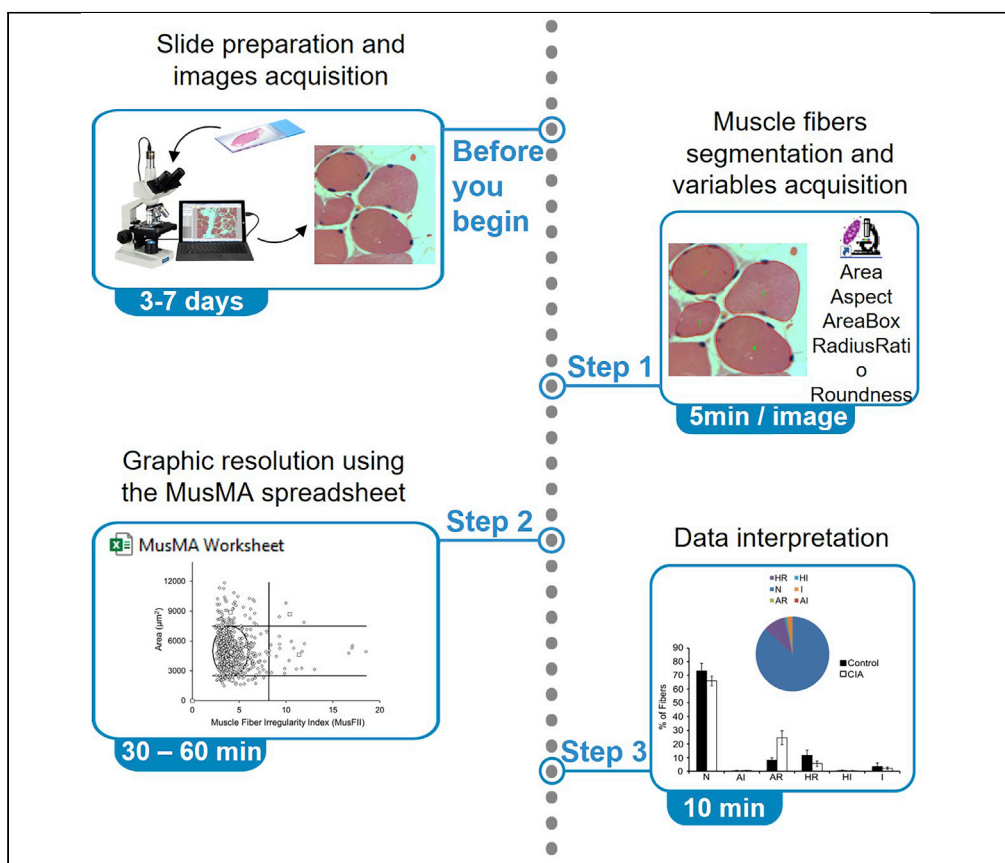 Slide preparation and
images acquisition
Before
you
begin
3-7 days
Muscle fibers
segmentation and
variables acquisition
Area
Aspect
AreaBox
RadiusRati
o
Roundness
Step 1
5min / image
Graphic resolution using
the MusMA spreadsheet
Step 2
MusMA Worksheet
Area (µm²)
12000
9000
6000
3000
0
0 5 10 15 20
Muscle Fiber Irregularity Index (MusFII)
30 – 60 min
Data interpretation
HR HI
N I
AR AI
Control
CIA
% of Fibers
90
80
70
60
50
40
30
20
10
0
N AI AR HR HI I
Step 3
10 min